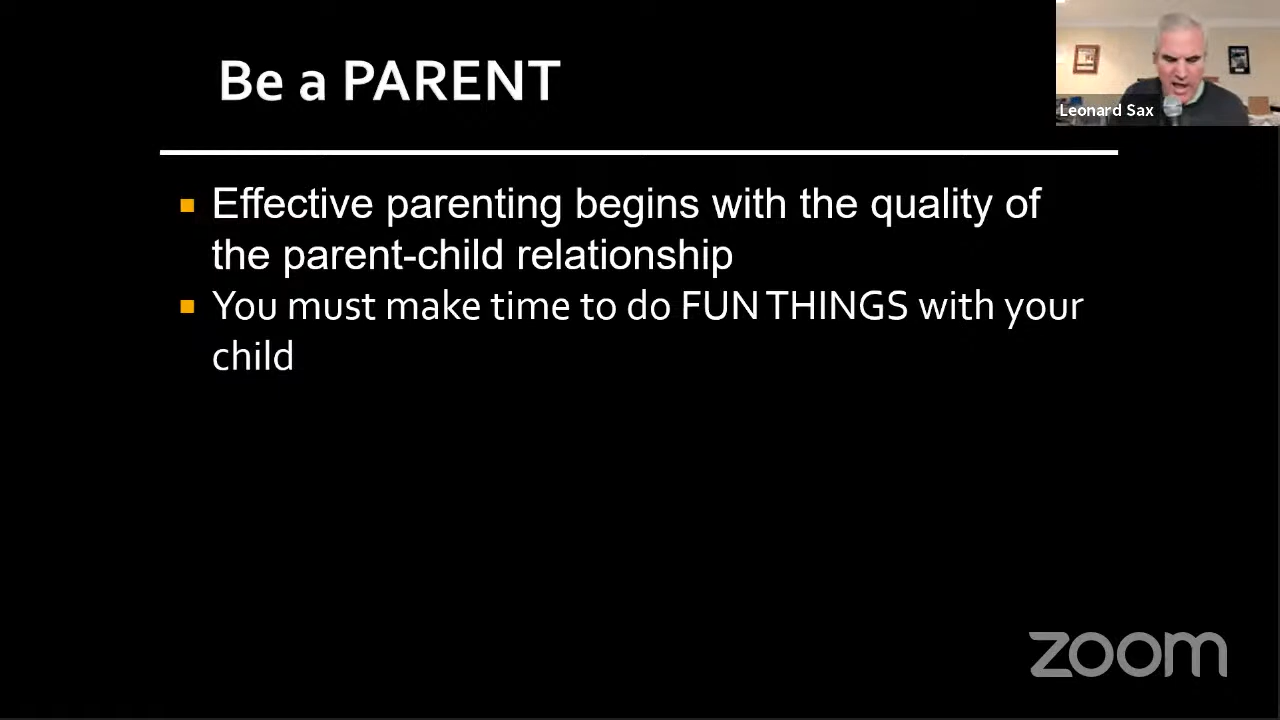 Be a PARENT
Leonard Sax
Effective parenting begins with the quality of
the parent-child relationship
You must make time to do FUN THINGS with your
child
zoom